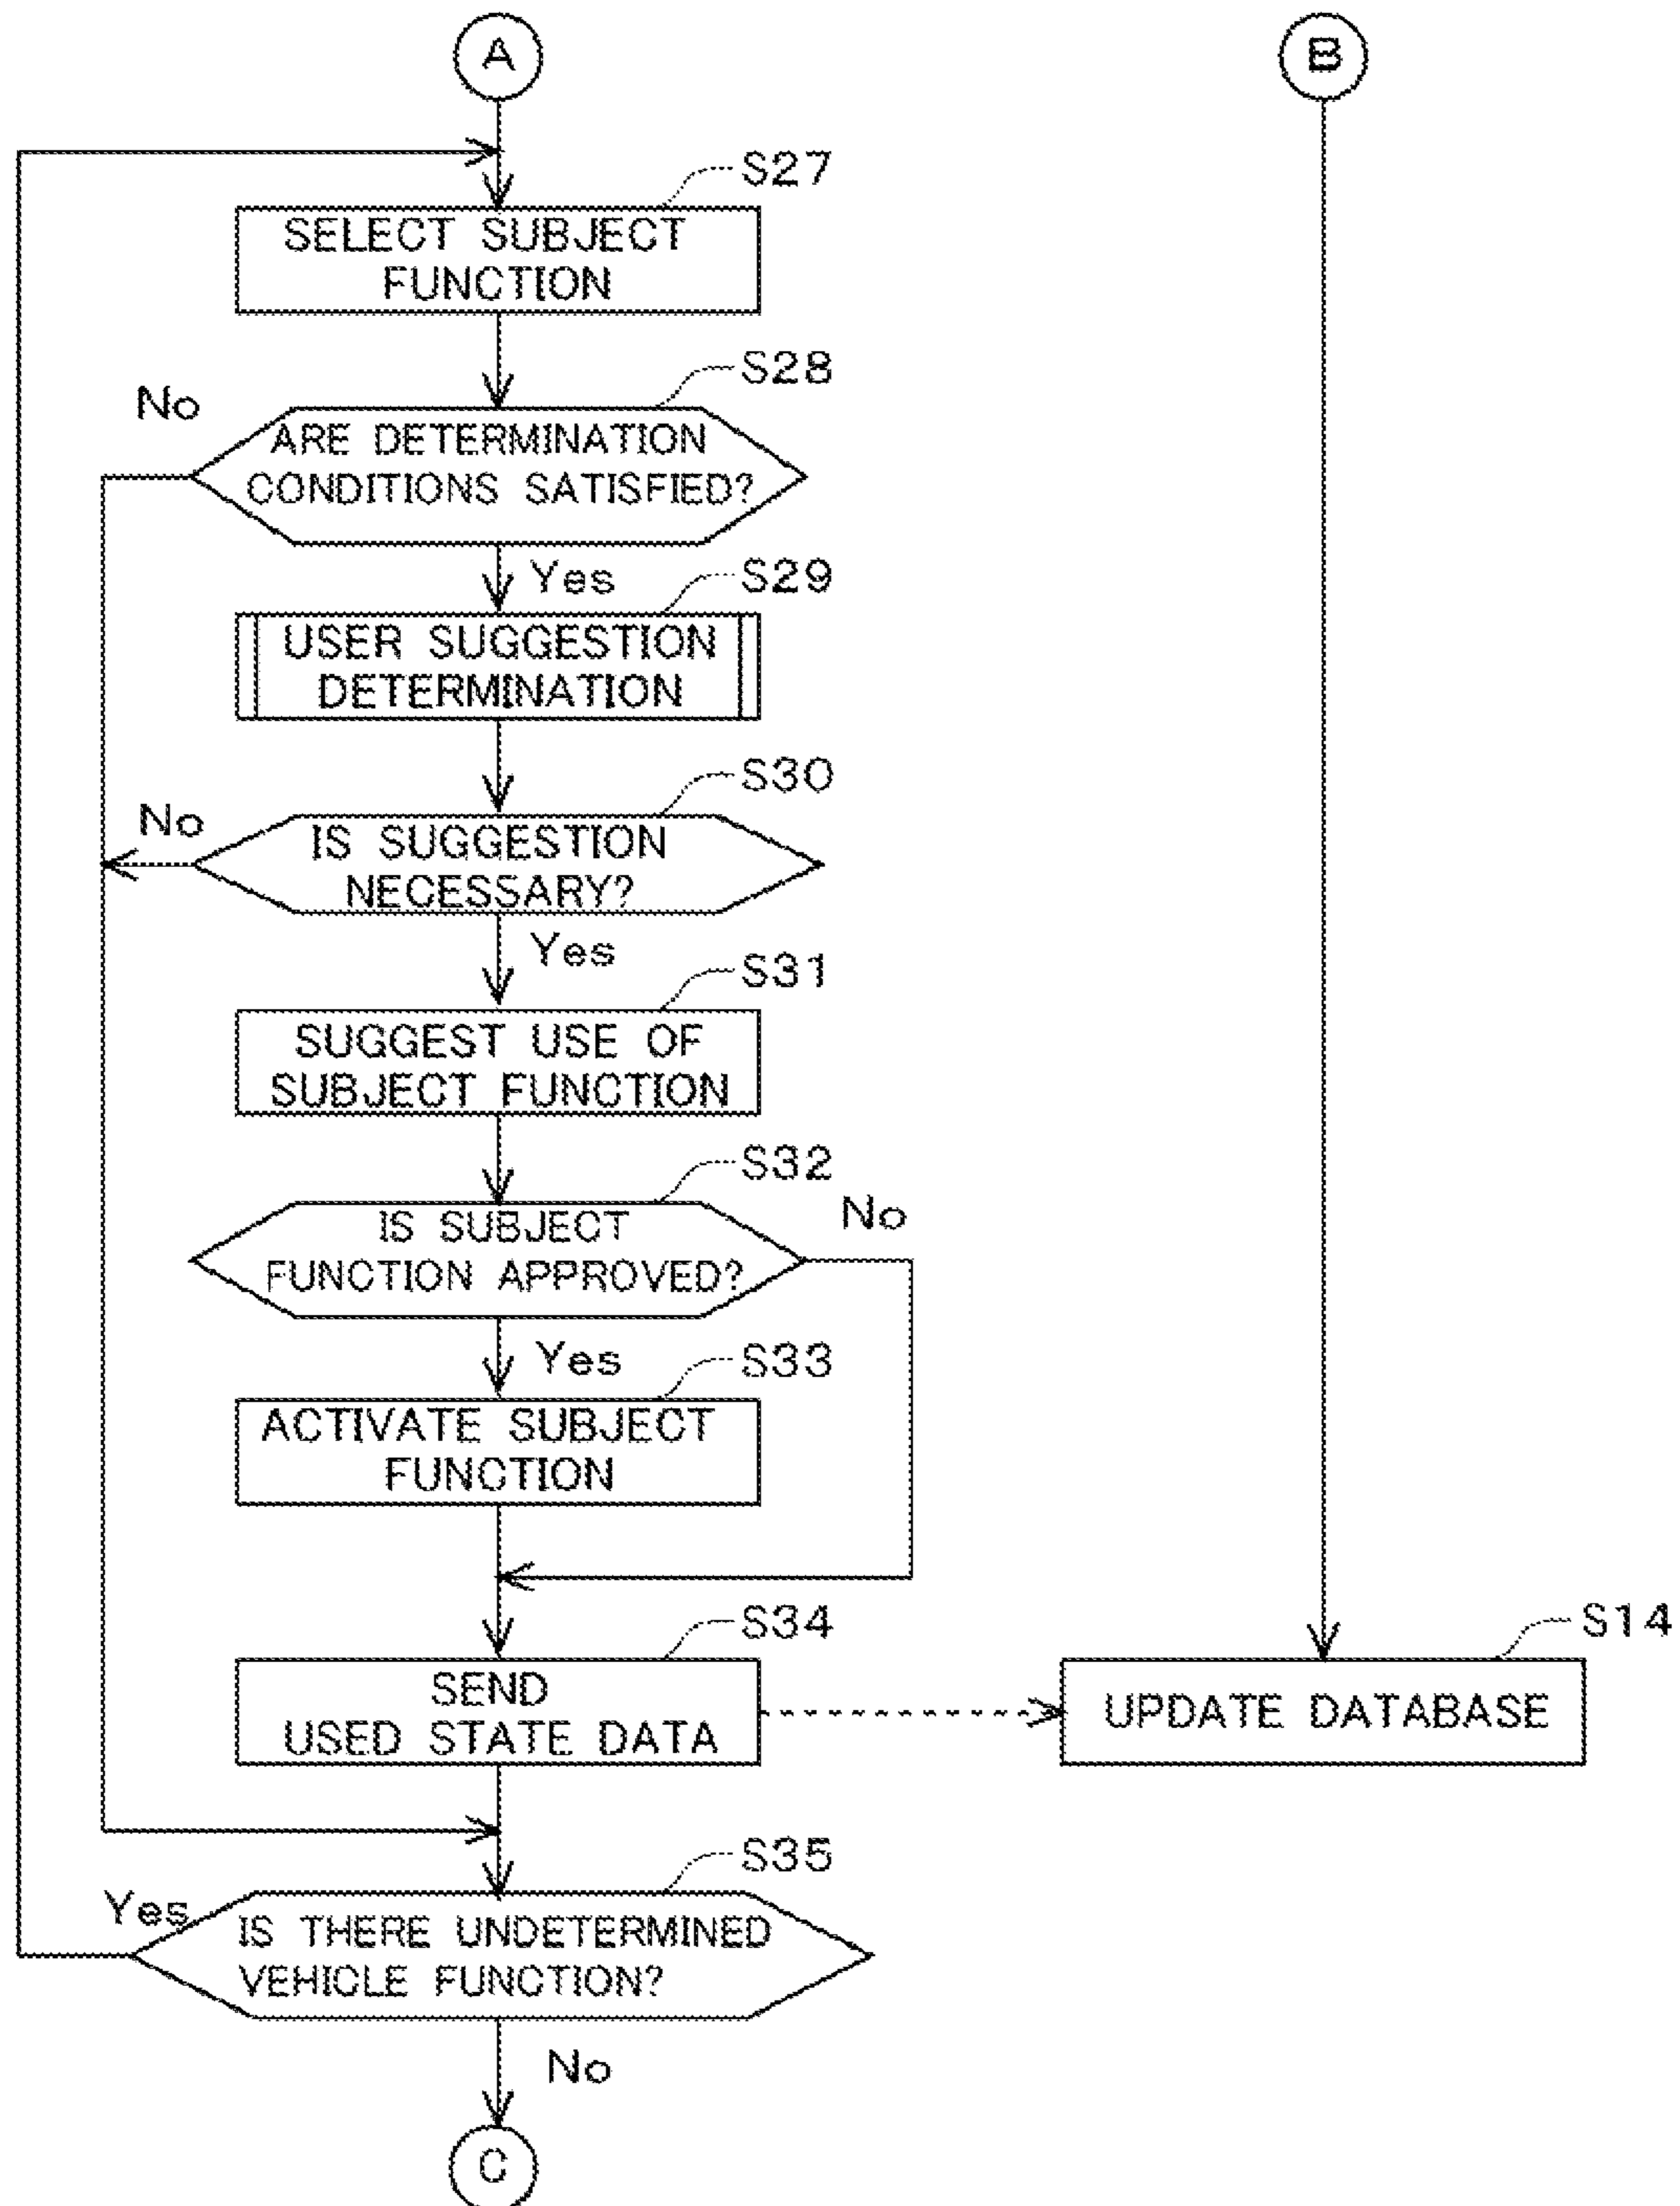 A
B
S27
SELECT SUBJECT
FUNCTION
S28
No
ARE DETERMINATION
CONDITIONS SATISFIED?
Yes
S29
USER SUGGESTION
DETERMINATION
S30
No
IS SUGGESTION
NECESSARY?
Yes
S31
SUGGEST USE OF
SUBJECT FUNCTION
S32
No
IS SUBJECT
FUNCTION APPROVED?
Yes
S33
ACTIVATE SUBJECT
FUNCTION
S34
SEND
USED STATE DATA
S14
UPDATE DATABASE
S35
Yes
IS THERE UNDETERMINED
VEHICLE FUNCTION?
No
C